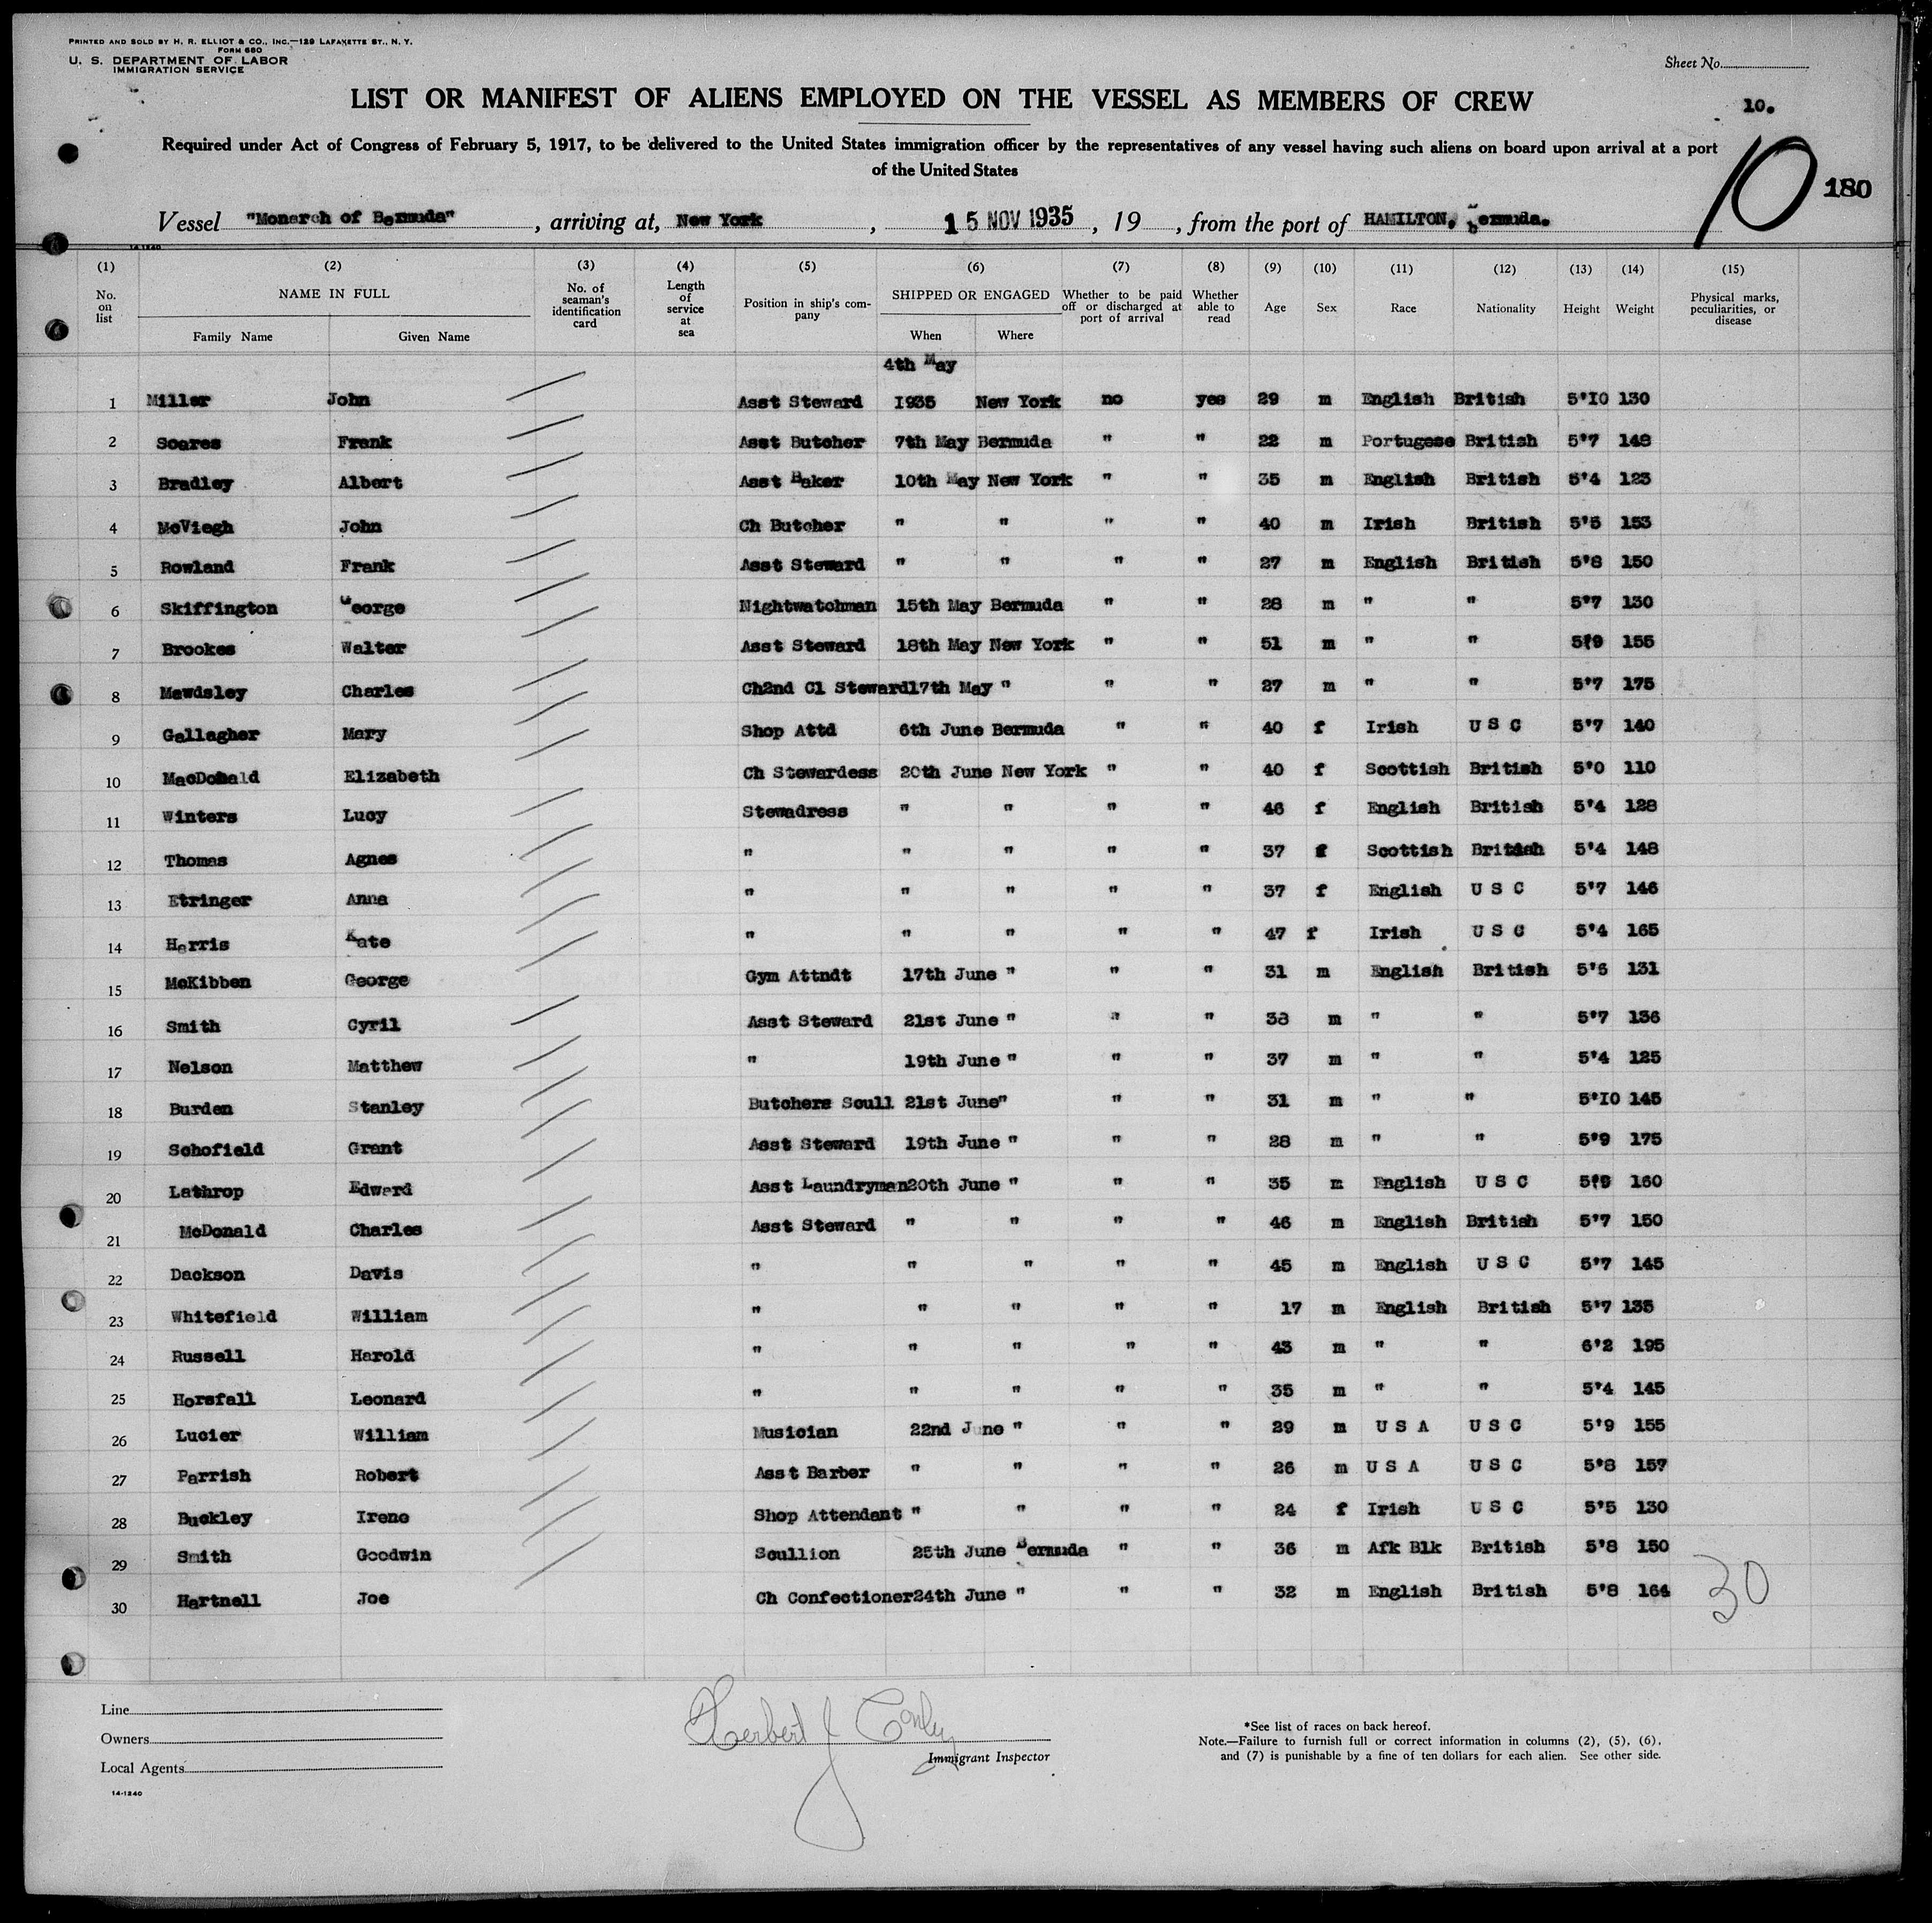 PRINTED AND SOLD BY H. R. ELLIOT & CO., INC.—129 LAFAYETTE ST., N. Y.
FORM 680
U. S. DEPARTMENT OF LABOR
IMMIGRATION SERVICE
Sheet No.
LIST OR MANIFEST OF ALIENS EMPLOYED ON THE VESSEL AS MEMBERS OF CREW
10.
Required under Act of Congress of February 5, 1917, to be delivered to the United States immigration officer by the representatives of any vessel having such aliens on board upon arrival at a port
of the United States
10 180
Vessel "Monarch of Bermuda", arriving at, New York, 15 NOV 1935, 19, from the port of HAMILTON, Bermuda.
14-1240
(1) (2) (3) (4) (5) (6) (7) (8) (9) (10) (11) (12) (13) (14) (15)
No. on list NAME IN FULL Family Name Given Name No. of seaman's identification card Length of service at sea Position in ship's company SHIPPED OR ENGAGED When Where Whether to be paid off or discharged at port of arrival Whether able to read Age Sex Race Nationality Height Weight Physical marks, peculiarities, or disease
4th May
1 Miller John Asst Steward 1935 New York no yes 29 m English British 5'10 130
2 Soares Frank Asst Butcher 7th May Bermuda " " 22 m Portugese British 5'7 148
3 Bradley Albert Asst Baker 10th May New York " " 35 m English British 5'4 123
4 McViegh John Ch Butcher " " " " 40 m Irish British 5'5 153
5 Rowland Frank Asst Steward " " " " 27 m English British 5'8 150
6 Skiffington George Nightwatchman 15th May Bermuda " " 28 m " " 5'7 130
7 Brookes Walter Asst Steward 18th May New York " " 51 m " " 5'9 155
8 Mawdsley Charles Ch2nd Cl Steward17th May " " " 27 m " " 5'7 175
9 Gallagher Mary Shop Attd 6th June Bermuda " " 40 f Irish U S C 5'7 140
10 MacDonald Elizabeth Ch Stewardess 20th June New York " " 40 f Scottish British 5'0 110
11 Winters Lucy Stewadress " " " " 46 f English British 5'4 128
12 Thomas Agnes " " " " " 37 f Scottish British 5'4 148
13 Etringer Anna " " " " " 37 f English U S C 5'7 146
14 Harris Kate " " " " " 47 f Irish U S C 5'4 165
15 McKibben George Gym Attndt 17th June " " " 31 m English British 5'6 131
16 Smith Cyril Asst Steward 21st June " " " 38 m " " 5'7 136
17 Nelson Matthew " 19th June " " " 37 m " " 5'4 125
18 Burden Stanley Butchers Scull 21st June" " " 31 m " " 5'10 145
19 Schofield Grant Asst Steward 19th June " " " 28 m " " 5'9 175
20 Lathrop Edward Asst Laundryman20th June " " " 35 m English U S C 5'9 160
21 McDonald Charles Asst Steward " " " " 46 m English British 5'7 150
22 Dackson Davis " " " " " 45 m English U S C 5'7 145
23 Whitefield William " " " " " 17 m English British 5'7 135
24 Russell Harold " " " " " 43 m " " 6'2 195
25 Horsfall Leonard " " " " " 35 m " " 5'4 145
26 Lucier William Musician 22nd June " " " 29 m U S A U S C 5'9 155
27 Parrish Robert Asst Barber " " " " 26 m U S A U S C 5'8 157
28 Buckley Irene Shop Attendant " " " " 24 f Irish U S C 5'5 130
29 Smith Goodwin Scullion 25th June Bermuda " " 36 m Afk Blk British 5'8 150
30 Hartnell Joe Ch Confectioner24th June " " " 32 m English British 5'8 164
30
Line
Owners
Local Agents
14-1240
Herbert J Conley
Immigrant Inspector
*See list of races on back hereof.
Note.—Failure to furnish full or correct information in columns (2), (5), (6),
and (7) is punishable by a fine of ten dollars for each alien. See other side.